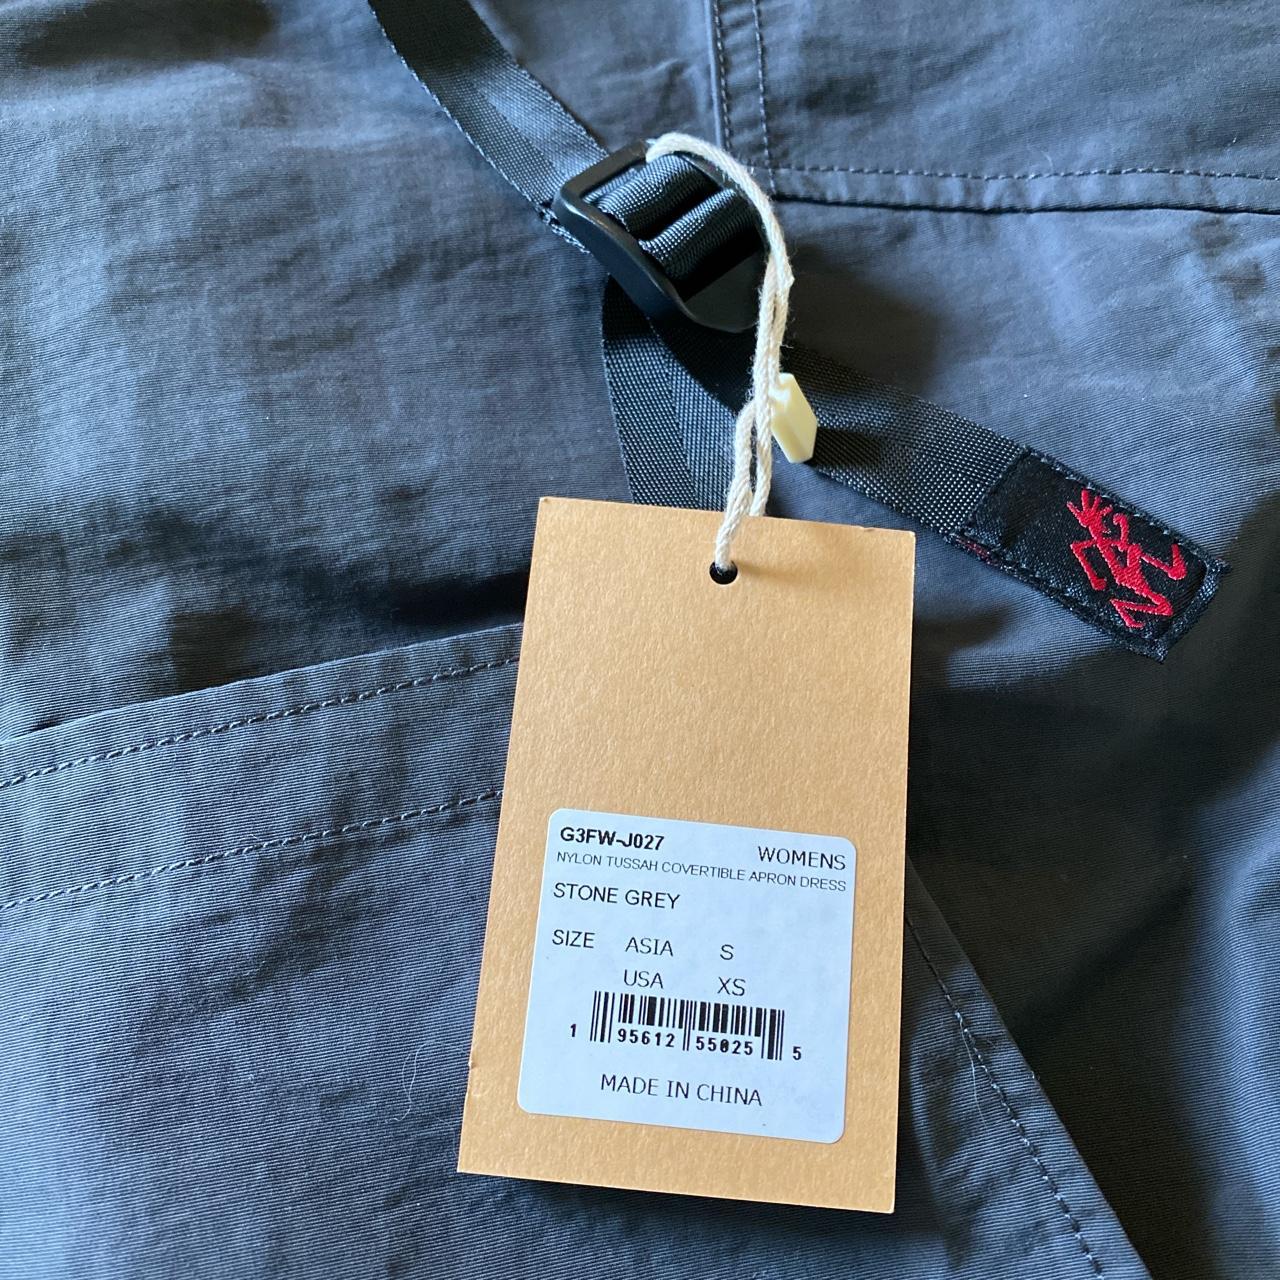 G3FW-J027 WOMENS
NYLON TUSSAH COVERTIBLE APRON DRESS
STONE GREY
SIZE ASIA S
USA XS
1 95612 55025 5
MADE IN CHINA